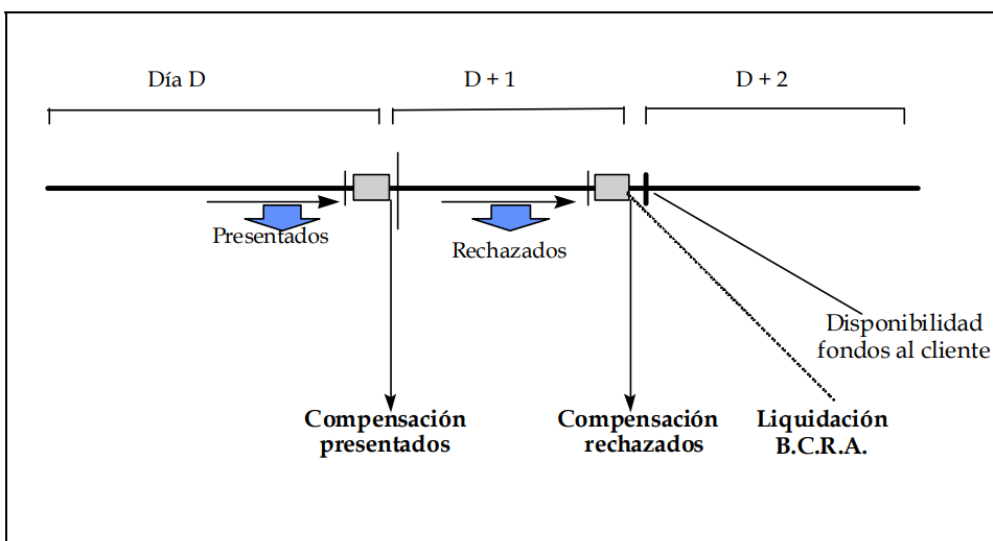 Día D
D + 1
D + 2
Presentados
Rechazados
Disponibilidad
fondos al cliente
Compensación
presentados
Compensación
rechazados
Liquidación
B.C.R.A.